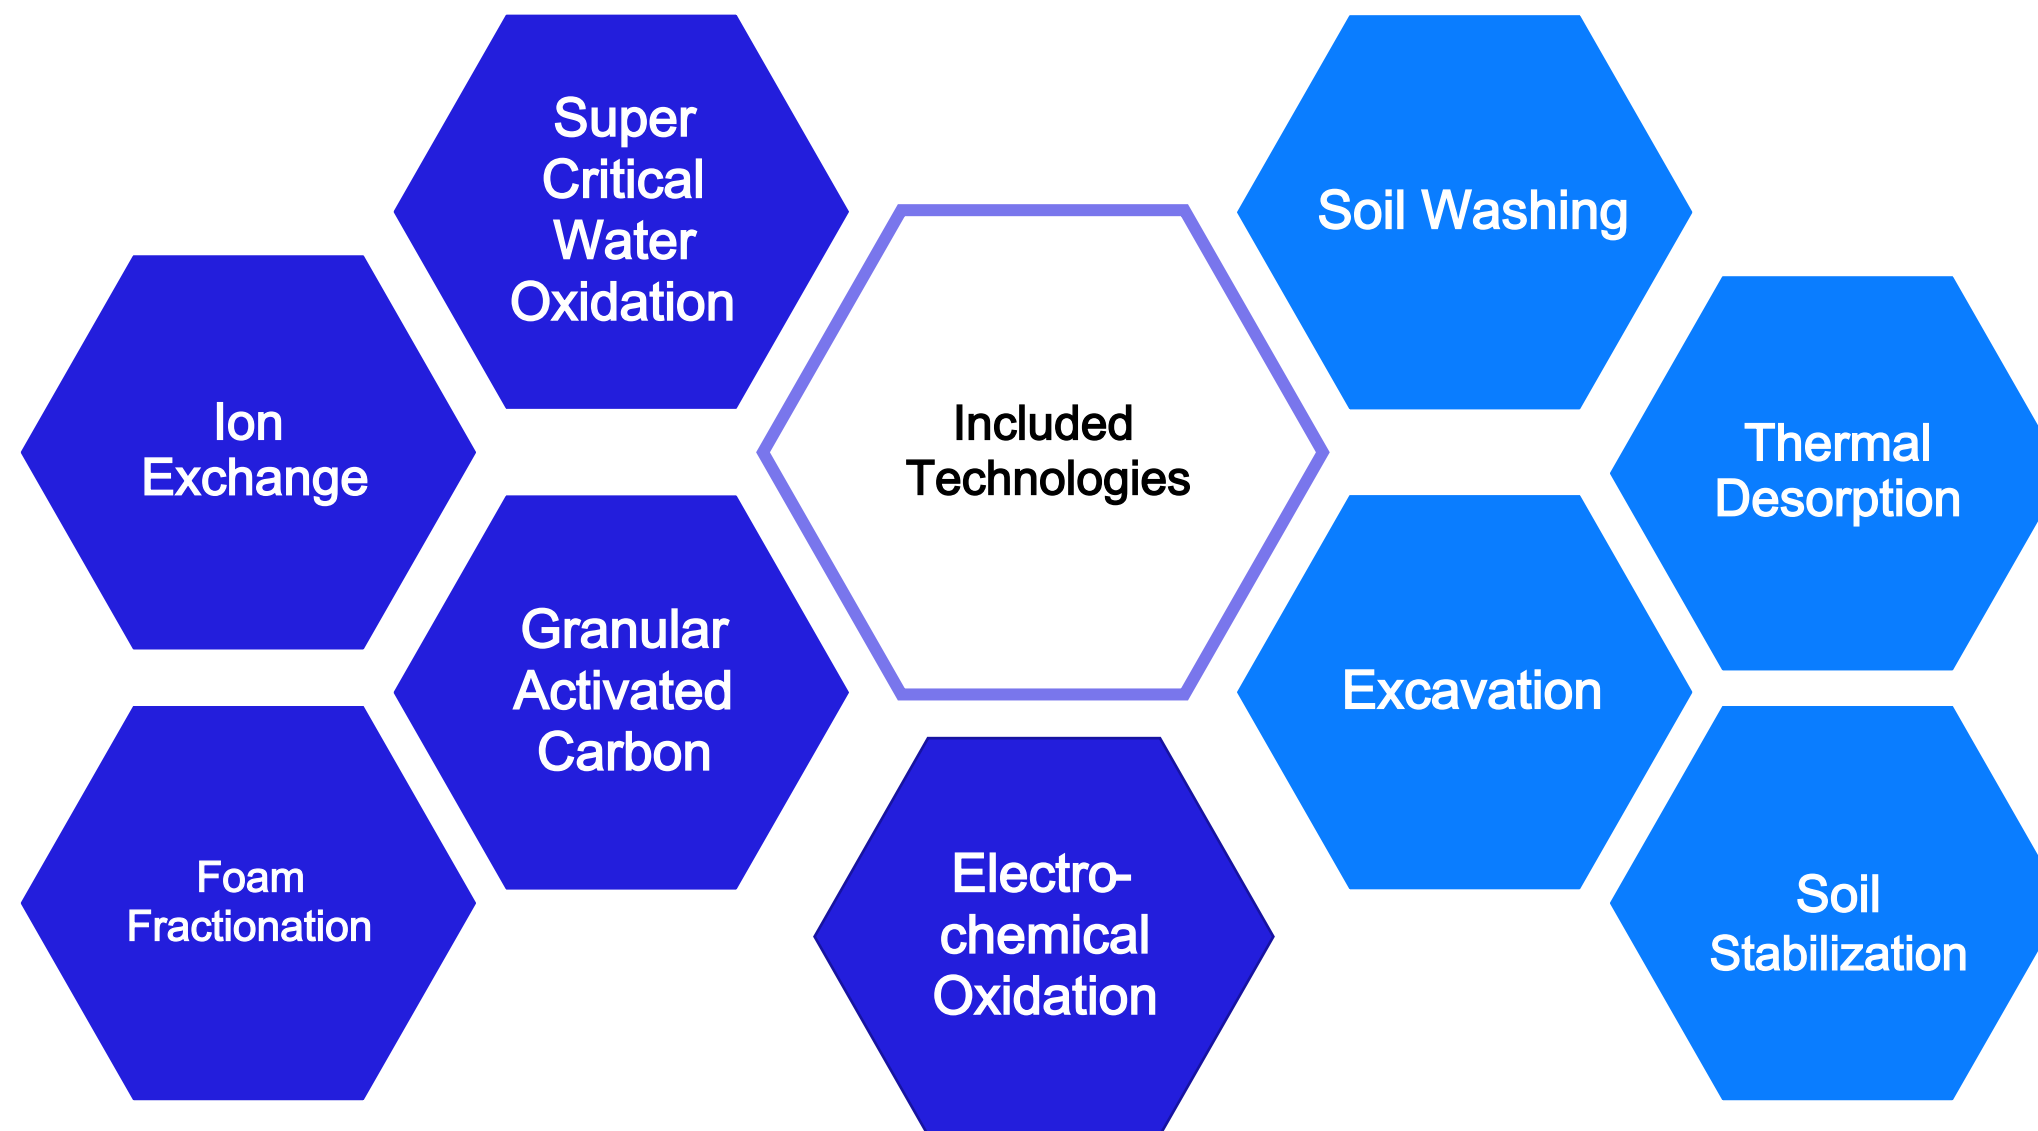 Super
Critical
Water
Oxidation
Soil Washing
Ion
Exchange
Included
Technologies
Thermal
Desorption
Granular
Activated
Carbon
Excavation
Foam
Fractionation
Electro-
chemical
Oxidation
Soil
Stabilization